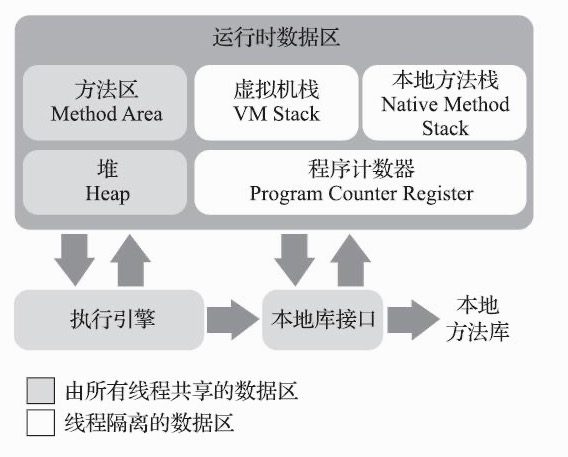 运行时数据区
方法区
Method Area
虚拟机栈
VM Stack
本地方法栈
Native Method
Stack
堆
Heap
程序计数器
Program Counter Register
执行引擎
本地库接口
本地
方法库
由所有线程共享的数据区
线程隔离的数据区